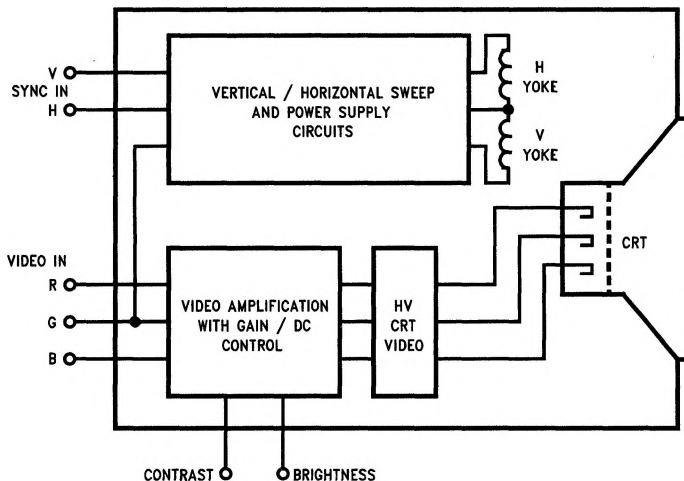 V
SYNC IN
H
VERTICAL / HORIZONTAL SWEEP
AND POWER SUPPLY
CIRCUITS
H
YOKE
V
YOKE
CRT
VIDEO IN
R
G
B
VIDEO AMPLIFICATION
WITH GAIN / DC
CONTROL
HV
CRT
VIDEO
CONTRAST
BRIGHTNESS